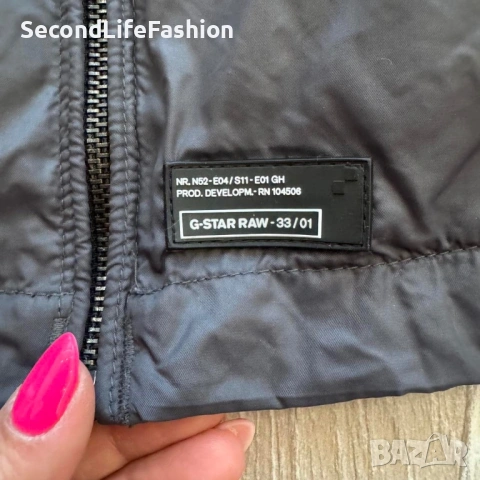 SecondLifeFashion
NR. N52-E04/S11-E01 GH
PROD. DEVELOPM.-RN 104506
G-STAR RAW-33/01
BAZAR